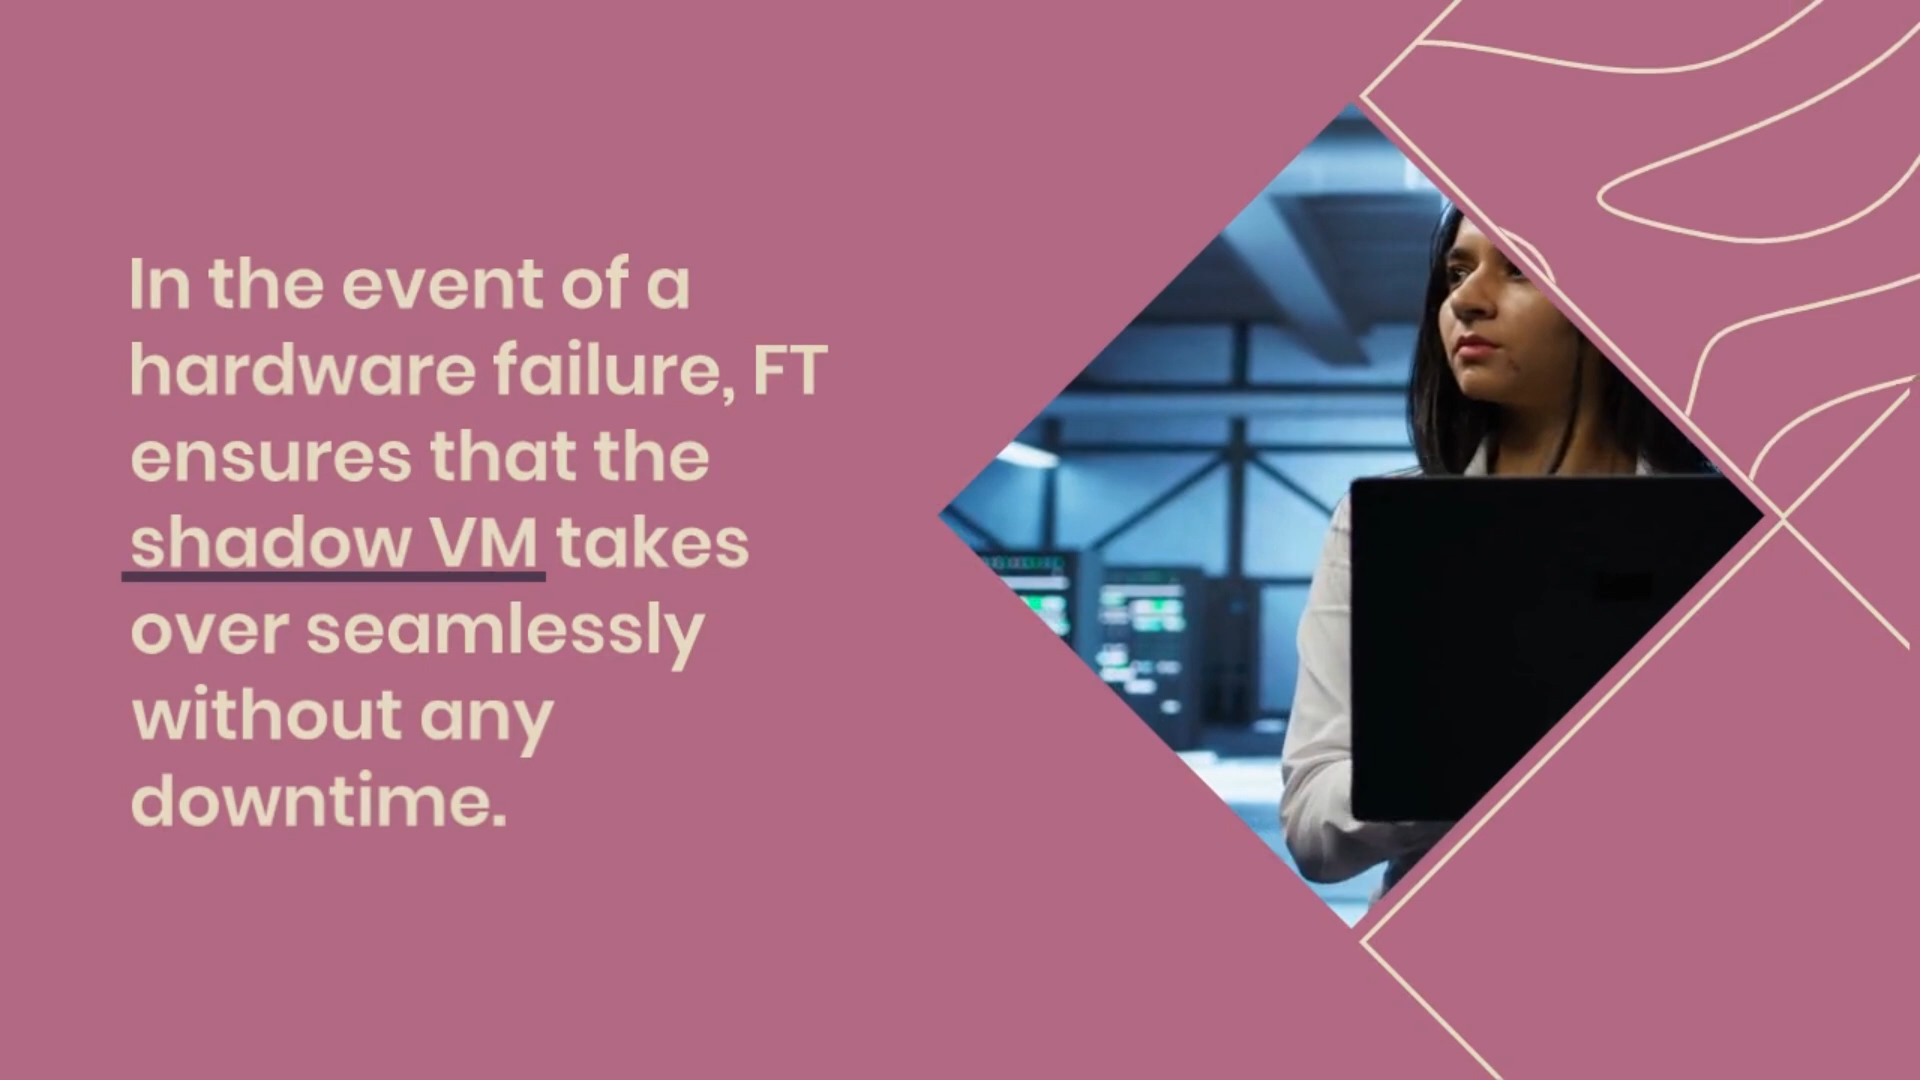 In the event of a
hardware failure, FT
ensures that the
shadow VM takes
over seamlessly
without any
downtime.